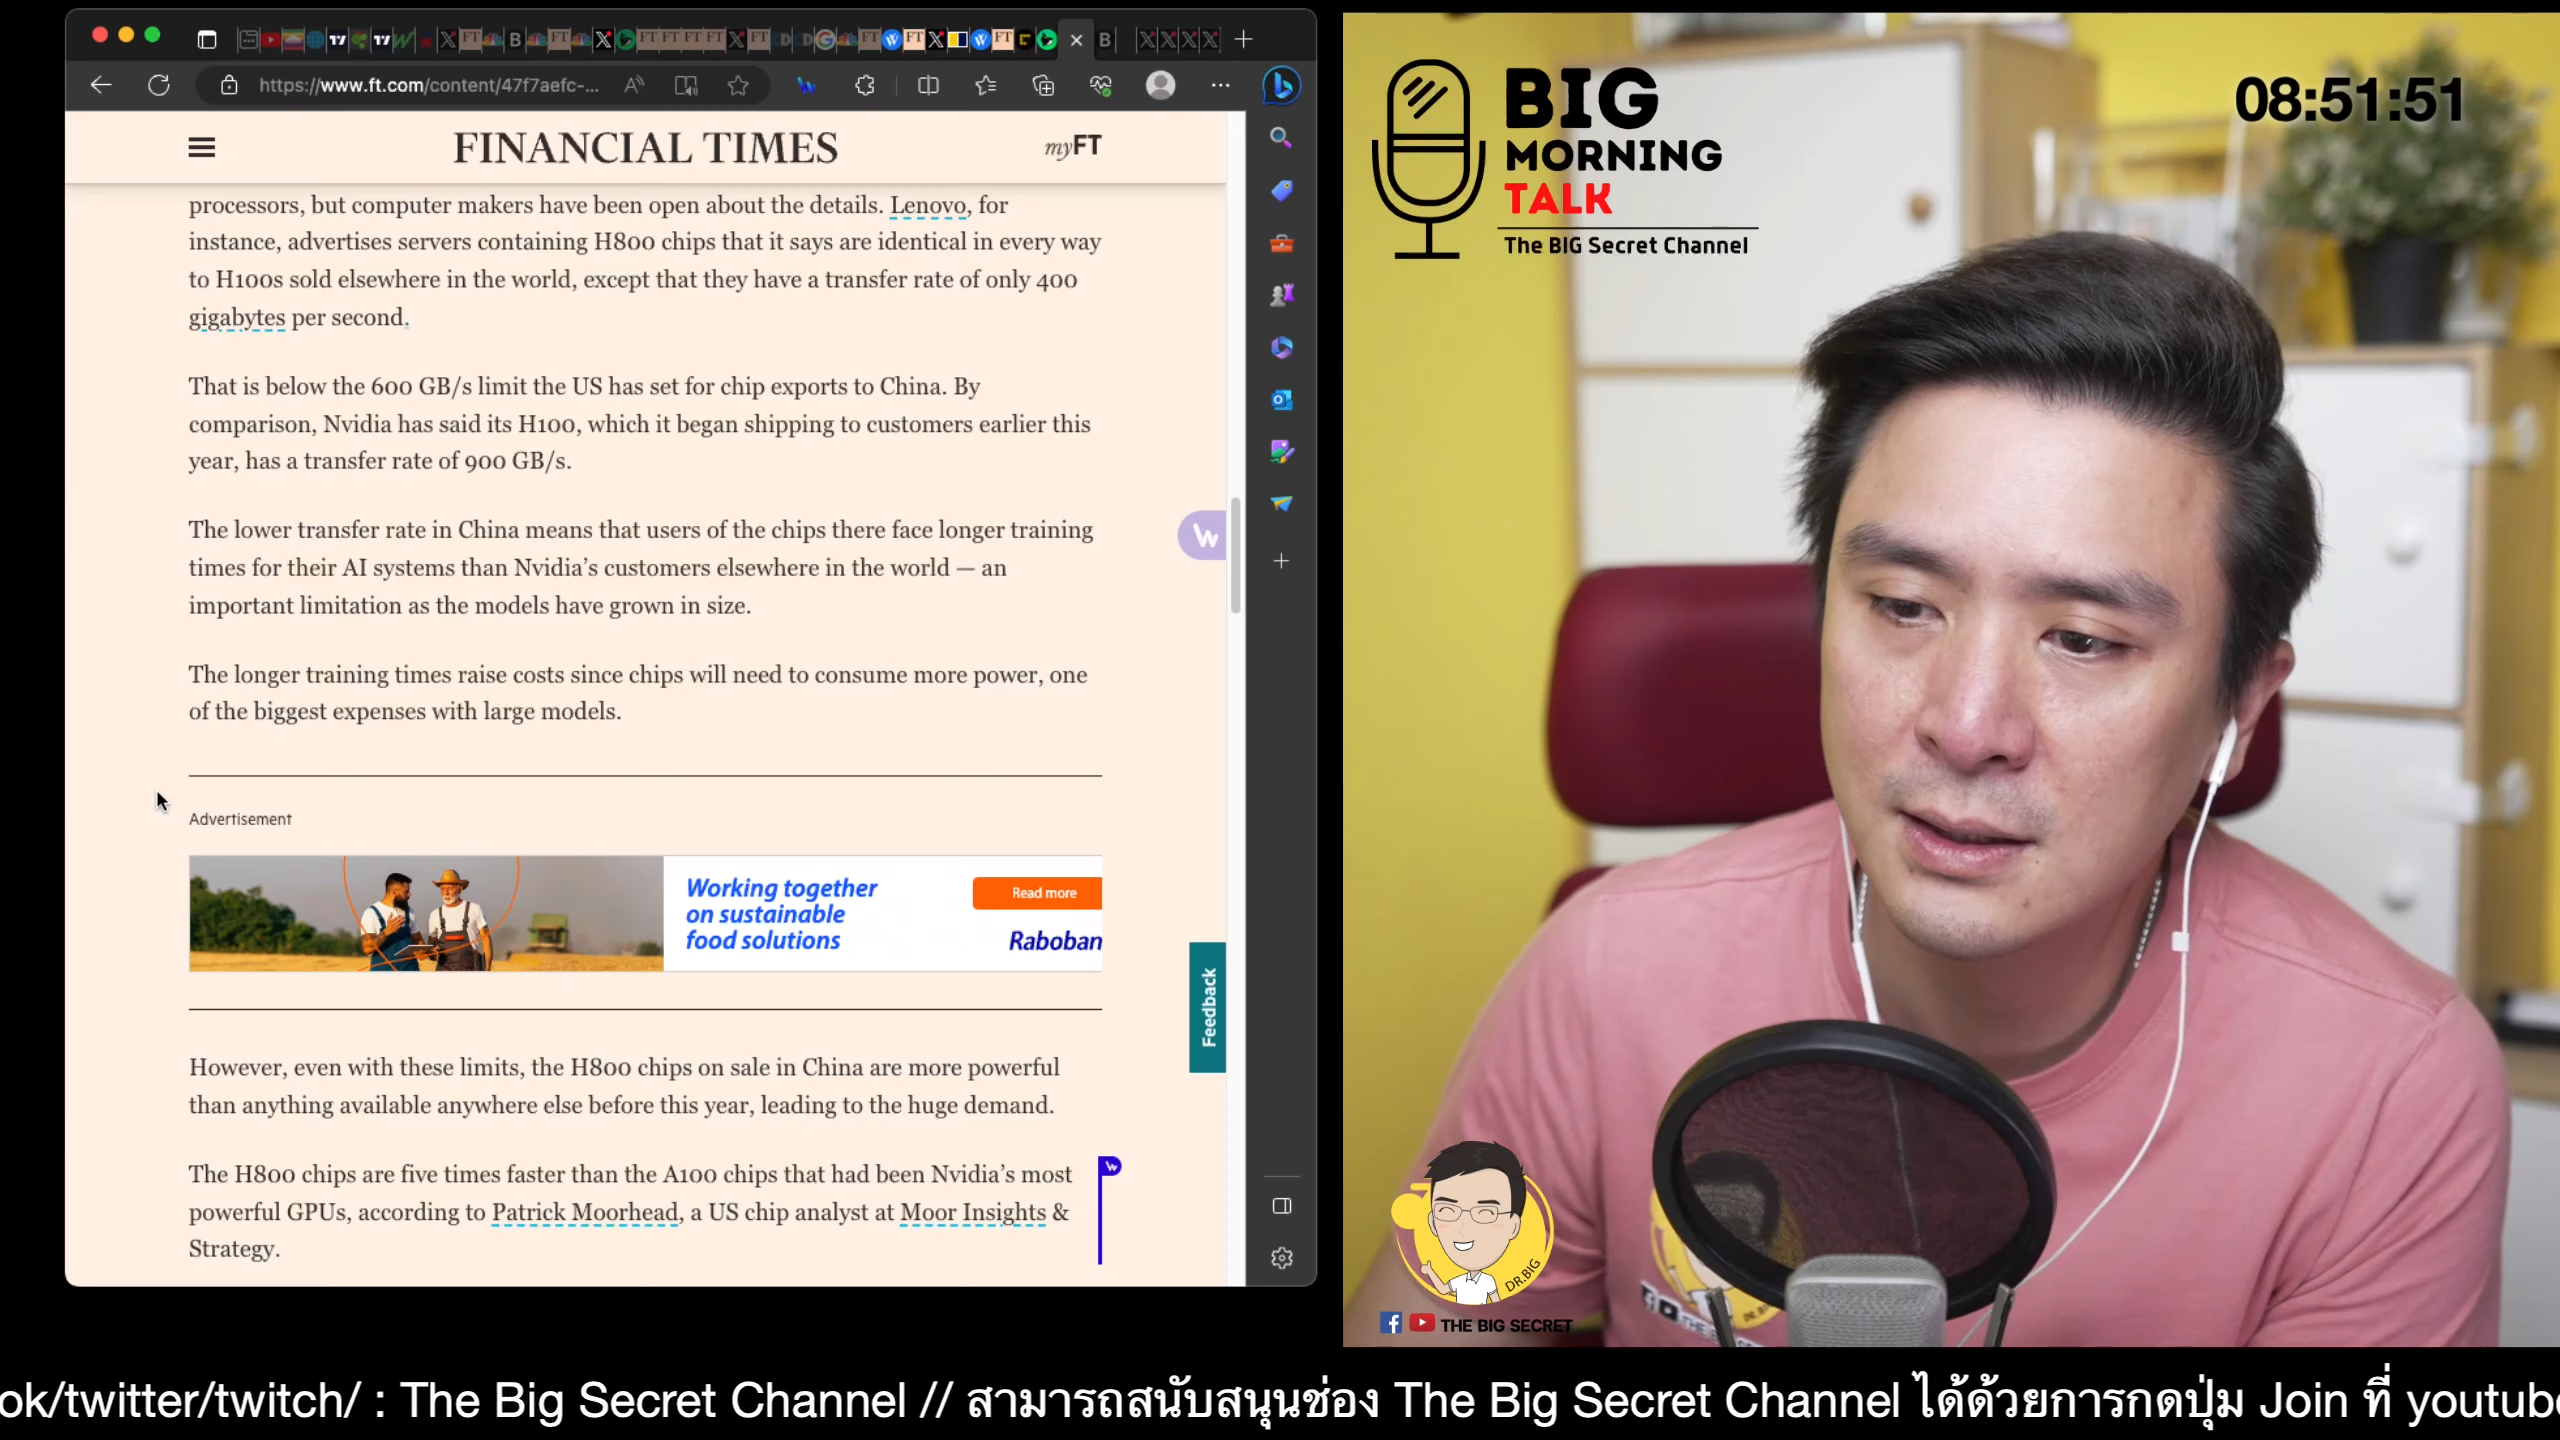 https://www.ft.com/content/47f7aefc-...
FINANCIAL TIMES
myFT
processors, but computer makers have been open about the details. Lenovo, for
instance, advertises servers containing H800 chips that it says are identical in every way
to H100s sold elsewhere in the world, except that they have a transfer rate of only 400
gigabytes per second.
That is below the 600 GB/s limit the US has set for chip exports to China. By
comparison, Nvidia has said its H100, which it began shipping to customers earlier this
year, has a transfer rate of 900 GB/s.
The lower transfer rate in China means that users of the chips there face longer training
times for their AI systems than Nvidia’s customers elsewhere in the world — an
important limitation as the models have grown in size.
The longer training times raise costs since chips will need to consume more power, one
of the biggest expenses with large models.
Advertisement
Working together
on sustainable
food solutions
Read more
Raboban
Feedback
However, even with these limits, the H800 chips on sale in China are more powerful
than anything available anywhere else before this year, leading to the huge demand.
The H800 chips are five times faster than the A100 chips that had been Nvidia’s most
powerful GPUs, according to Patrick Moorhead, a US chip analyst at Moor Insights &
Strategy.
BIG
MORNING
TALK
The BIG Secret Channel
08:51:51
DR.BIG
THE BIG SECRET
ok/twitter/twitch/ : The Big Secret Channel // สามารถสนับสนุนช่อง The Big Secret Channel ได้ด้วยการกดปุ่ม Join ที่ youtube